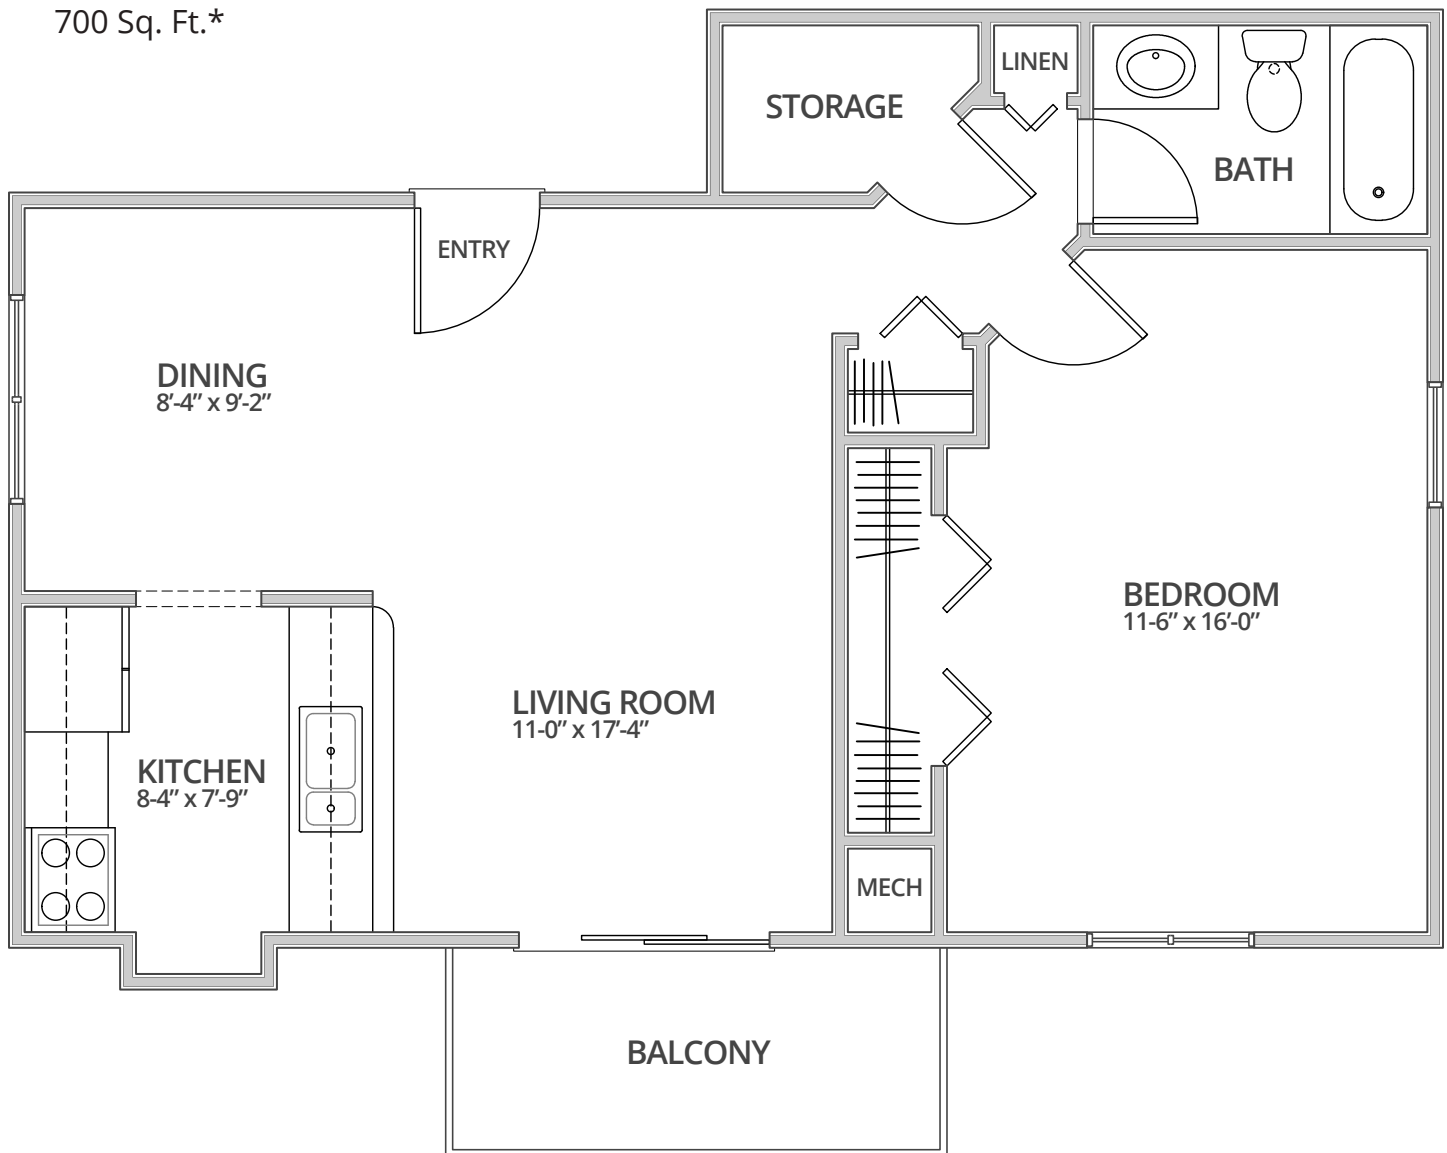 700 Sq. Ft.*
LINEN
STORAGE
BATH
ENTRY
DINING
8’-4” x 9’-2”
BEDROOM
11-6” x 16’-0”
LIVING ROOM
11-0” x 17’-4”
KITCHEN
8-4” x 7’-9”
MECH
BALCONY